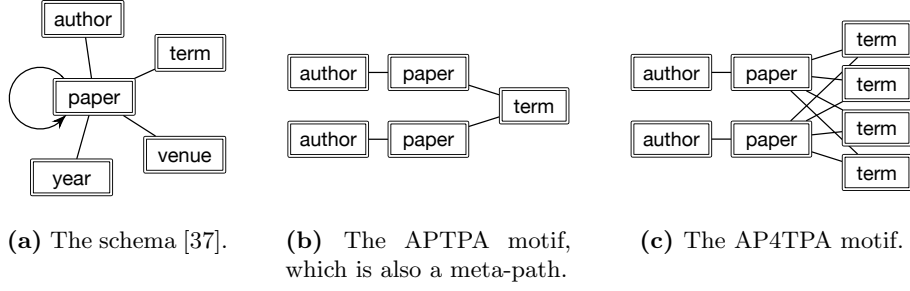 author
term
paper
venue
year
(a) The schema [37].
author paper
term
author paper
(b) The APTPA motif,
which is also a meta-path.
term
author paper
term
term
author paper
term
(c) The AP4TPA motif.